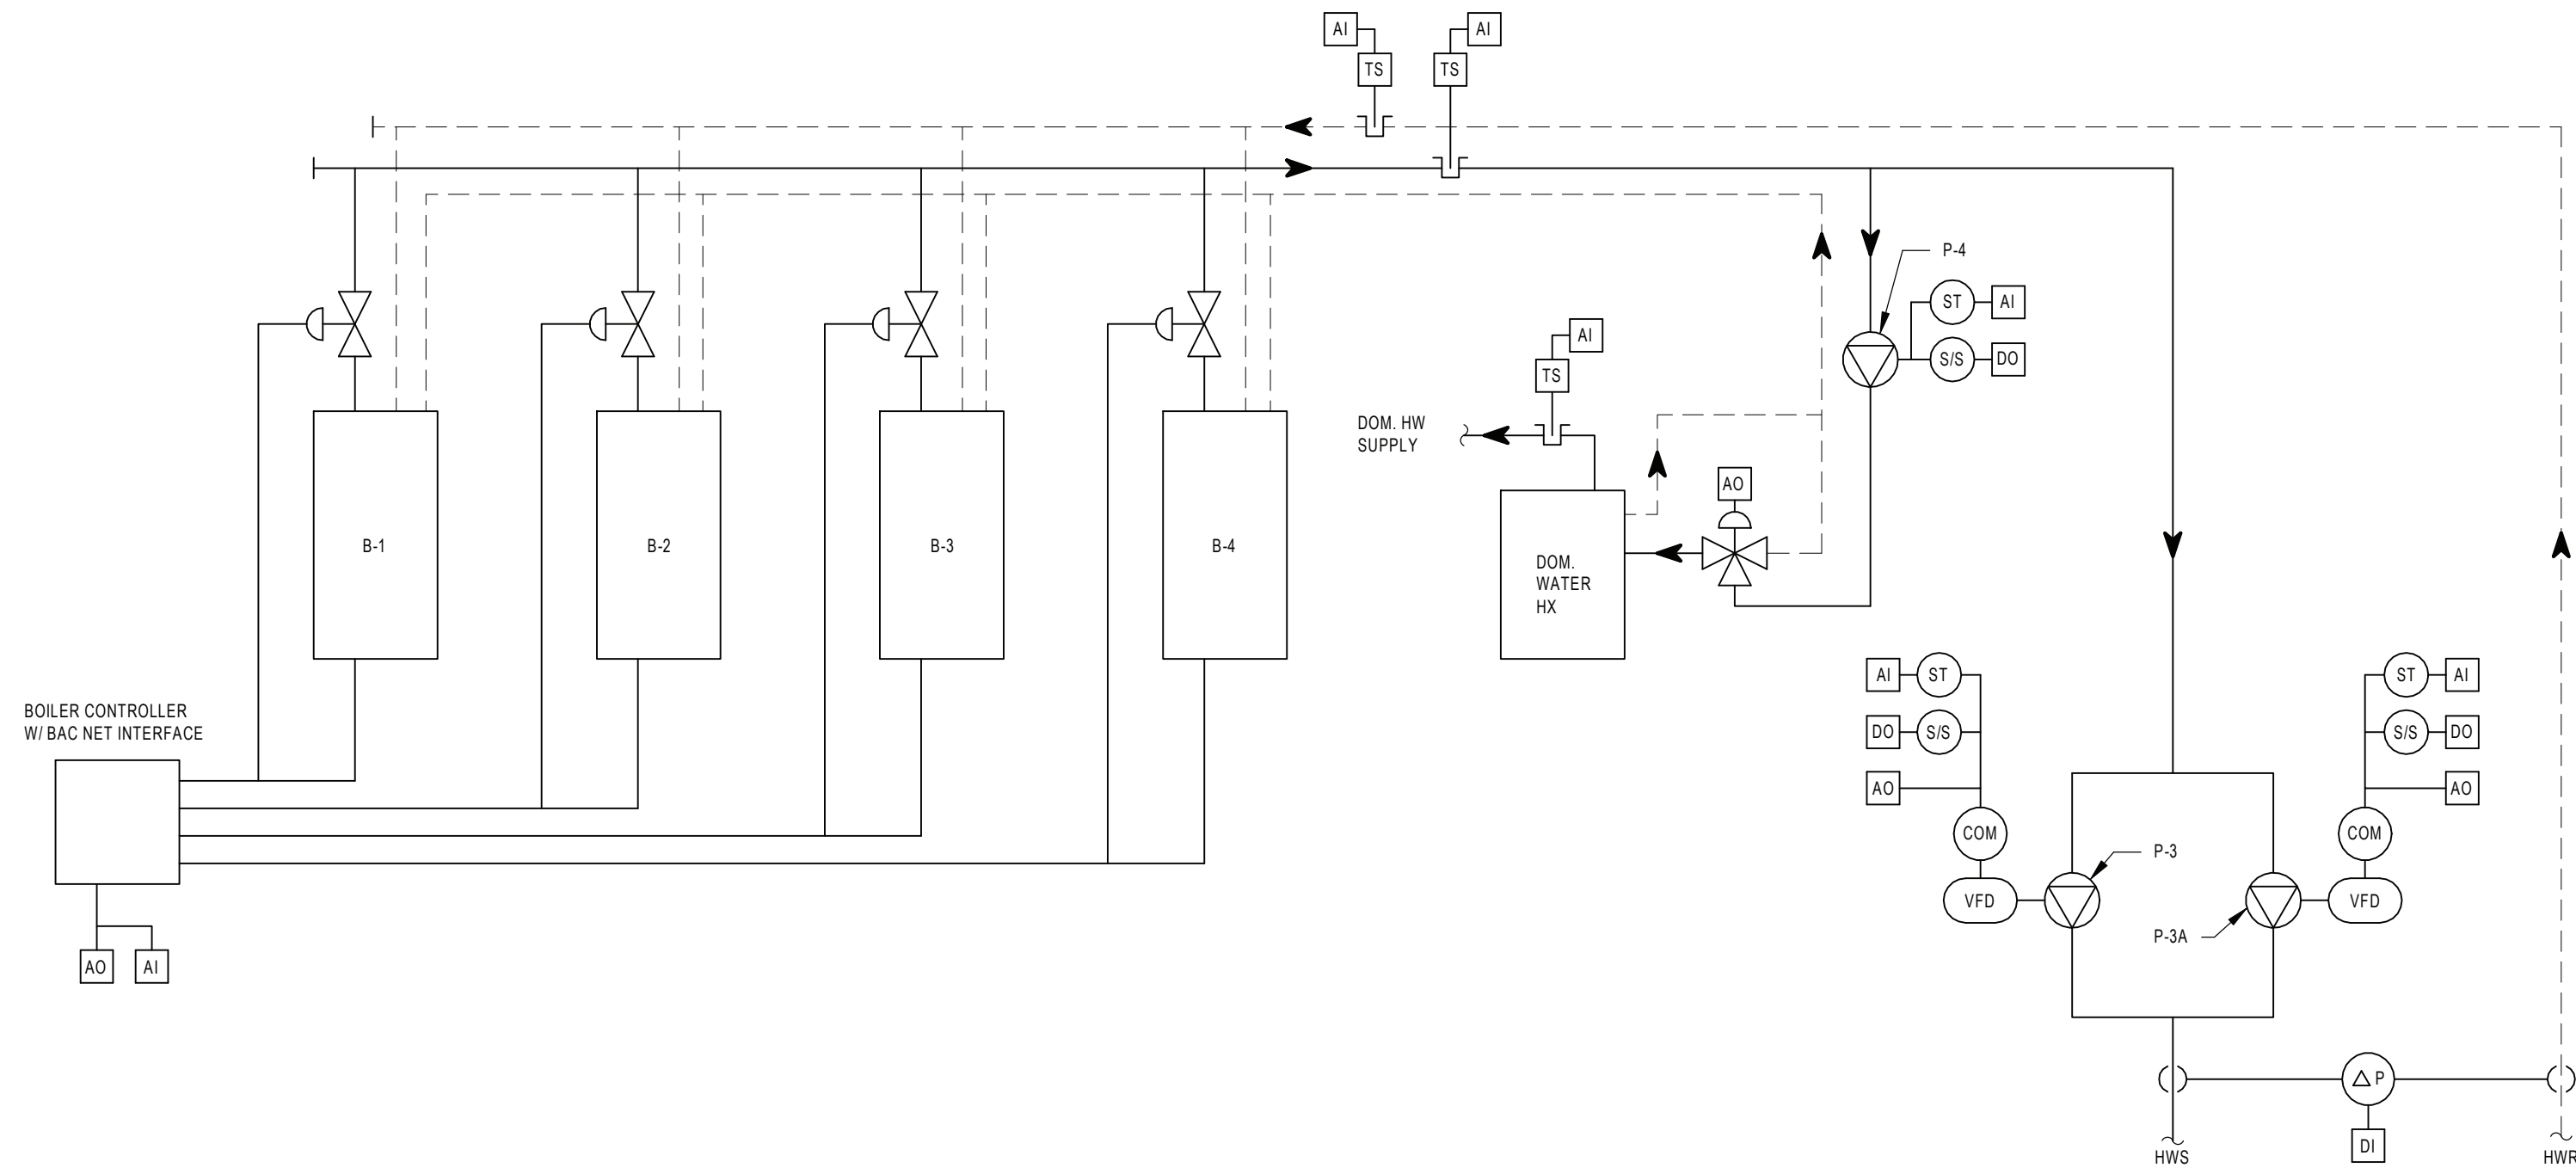 AI
AI
TS
TS
P-4
ST
AI
S/S
DO
AI
TS
DOM. HW
SUPPLY
AO
B-1
B-2
B-3
B-4
DOM.
WATER
HX
BOILER CONTROLLER
W/ BAC NET INTERFACE
AI
ST
ST
AI
DO
S/S
S/S
DO
AO
AO
COM
COM
P-3
VFD
VFD
P-3A
AO
AI
△ P
DI
HWS
HWR